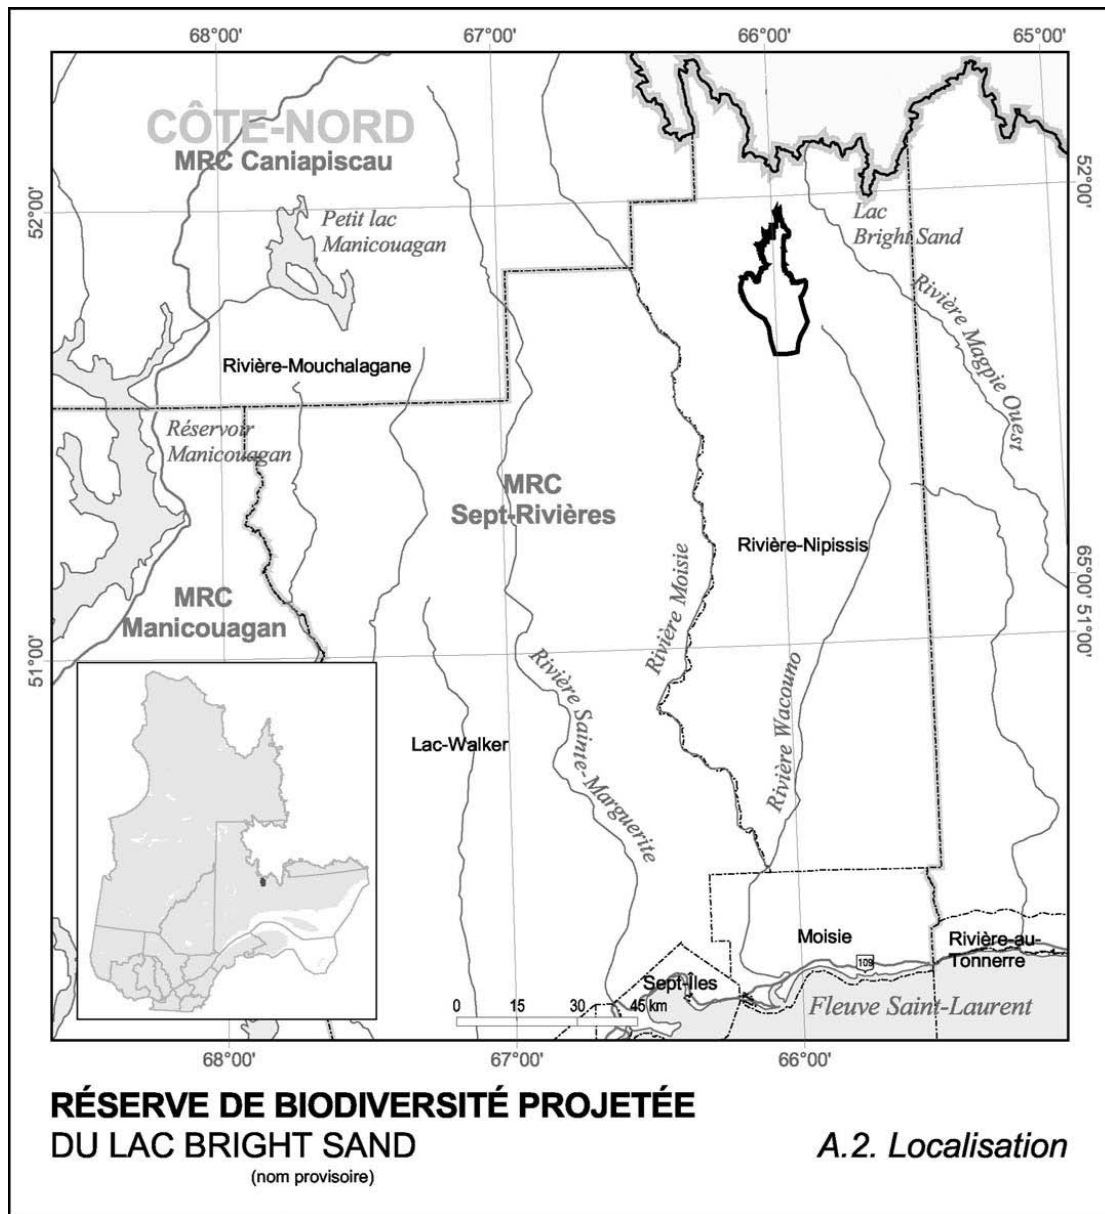 68°00'
67°00'
66°00'
65°00'
CÔTE-NORD
MRC Caniapiscau
52°00'
52°00'
Petit lac
Manicouagan
Lac
Bright Sand
Rivière Magpie Ouest
Rivière-Mouchalagane
Réservoir
Manicouagan
MRC
Sept-Rivières
Rivière-Nipissis
Rivière Moisie
65°00'
51°00'
MRC
Manicouagan
51°00'
Rivière Sainte-Marguerite
Rivière Wacouno
Lac-Walker
Moisie
Rivière-au-
Tonnerre
109
Sept-Îles
0 15 30 45 km
Fleuve Saint-Laurent
68°00'
67°00'
66°00'
RÉSERVE DE BIODIVERSITÉ PROJETÉE
DU LAC BRIGHT SAND
(nom provisoire)
A.2. Localisation